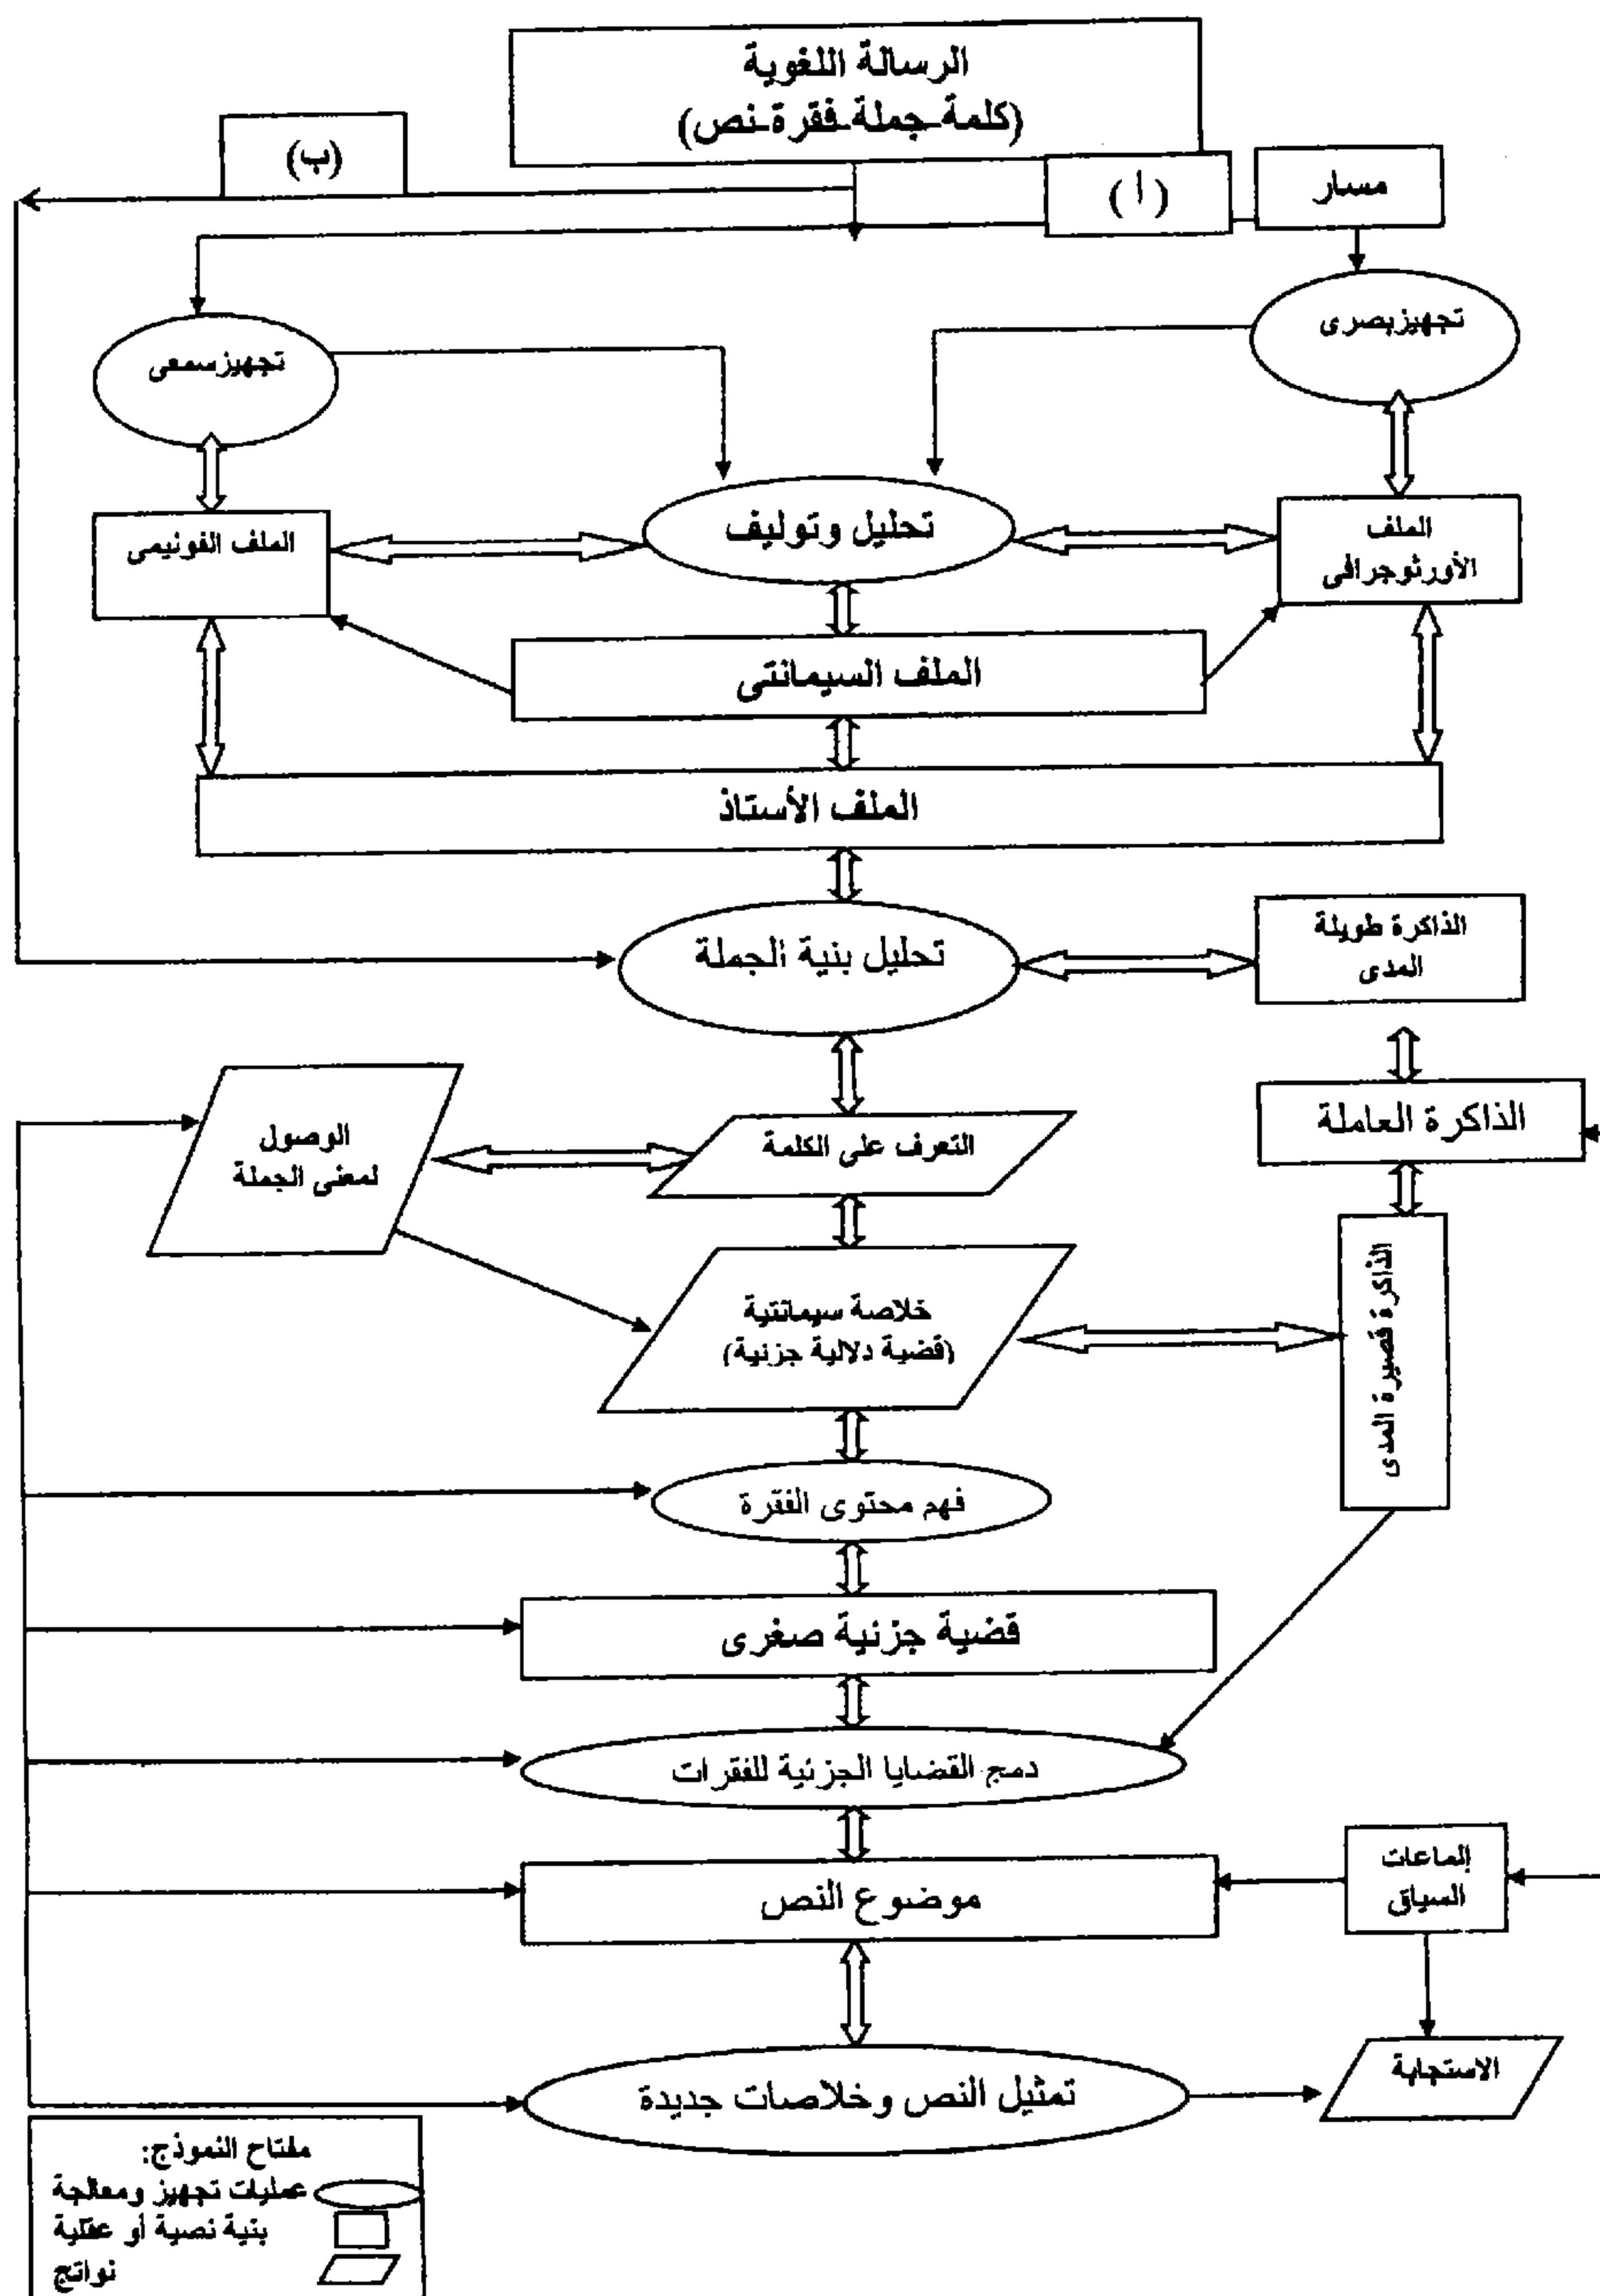 الرسالة اللغوية
(كلمة-جملة-فقرة-نص)
مسار
(أ)
(ب)
تجهيزبصرى
تجهيزسمعى
تحليل وتوليف
الملف
الأورثوجرافى
الملف الفونيمى
الملف السيمانتى
الملف الأستاذ
تحليل بنية الجملة
الذاكرة طويلة
المدى
الذاكرة العاملة
التعرف على الكلمة
الوصول
لمعنى الجملة
الذاكرة قصيرة المدى
خلاصة سيمانتية
(قضية دلالية جزئية)
فهم محتوى الفقرة
قضية جزئية صغرى
دمج القضايا الجزئية للفقرات
إلماعات
السياق
موضوع النص
الاستجابة
تمثيل النص وخلاصات جديدة
مفتاح النموذج:
عمليات تجهيز ومعالجة
بنية نصية أو عقلية
نواتج